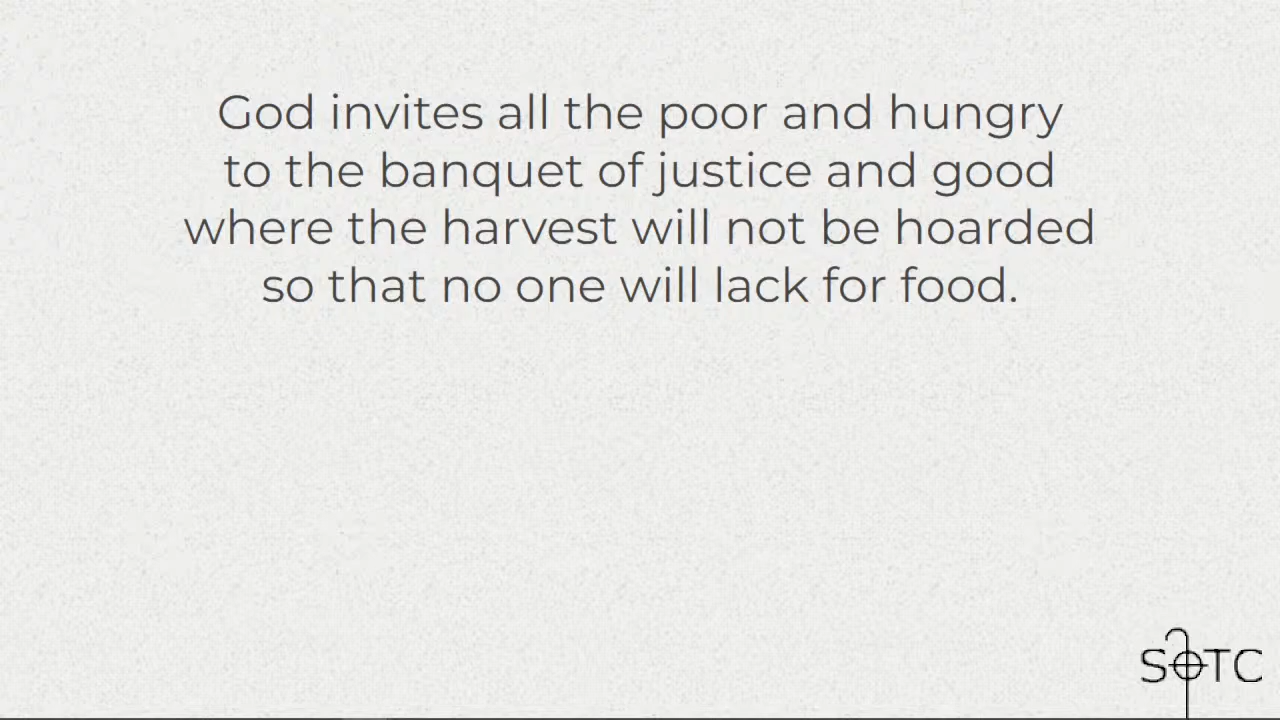 God invites all the poor and hungry
to the banquet of justice and good
where the harvest will not be hoarded
so that no one will lack for food.
SOTC